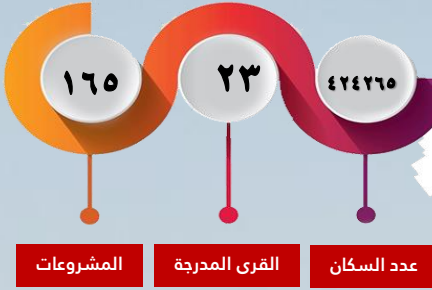 ٤٢٤٢٦٥
٢٣
١٦٥
عدد السكان
القرى المدرجة
المشروعات